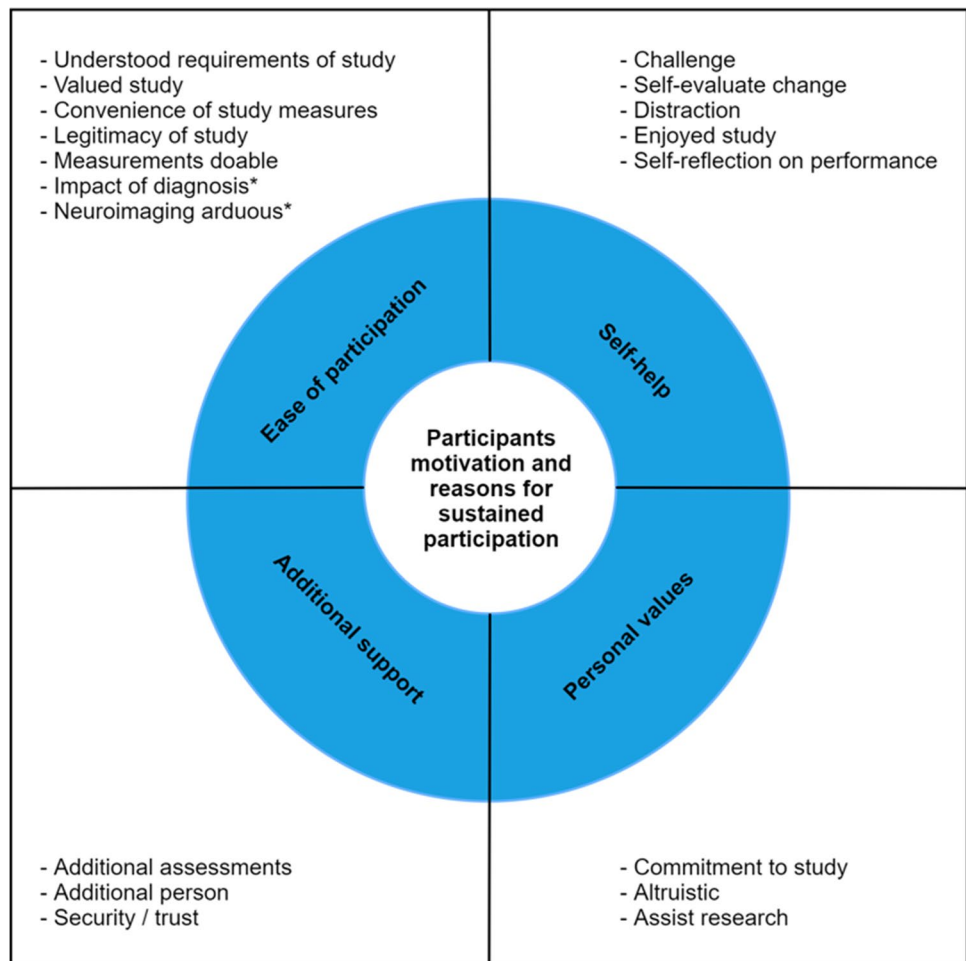 - Understood requirements of study
- Valued study
- Convenience of study measures
- Legitimacy of study
- Measurements doable
- Impact of diagnosis*
- Neuroimaging arduous*
- Challenge
- Self-evaluate change
- Distraction
- Enjoyed study
- Self-reflection on performance
Ease of participation
Self-help
Participants
motivation and
reasons for
sustained
participation
Additional support
Personal values
- Additional assessments
- Additional person
- Security / trust
- Commitment to study
- Altruistic
- Assist research